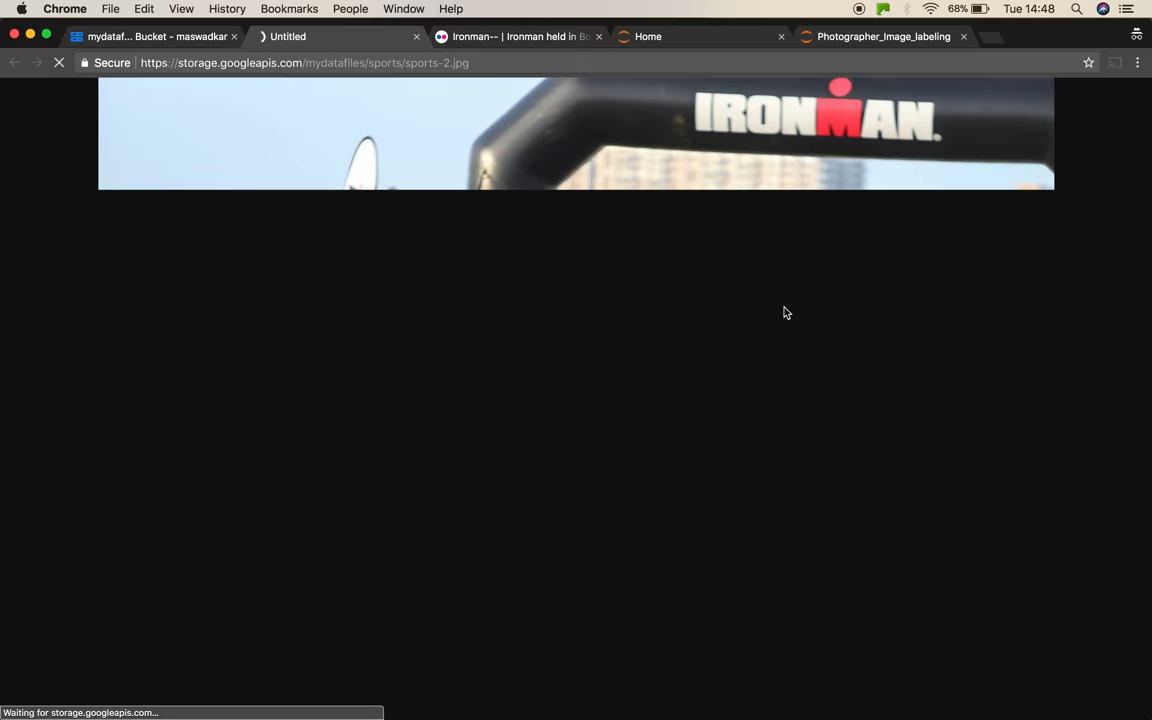 Chrome File Edit View History Bookmarks People Window Help 68% Tue 14:48
mydataf... Bucket - maswadkar Untitled Ironman-- | Ironman held in Bo Home Photographer_Image_labeling
Secure https://storage.googleapis.com/mydatafiles/sports/sports-2.jpg
IRONMAN
Waiting for storage.googleapis.com...